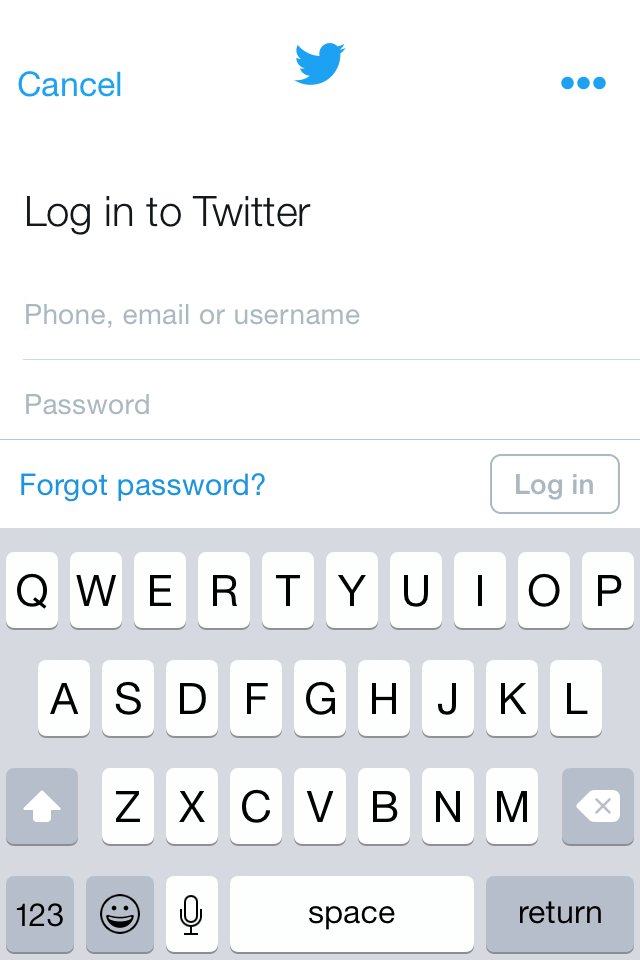 Cancel
Log in to Twitter
Phone, email or username
Password
Forgot password? Log in
Q W E R T Y U I O P
A S D F G H J K L
Z X C V B N M
123 space return